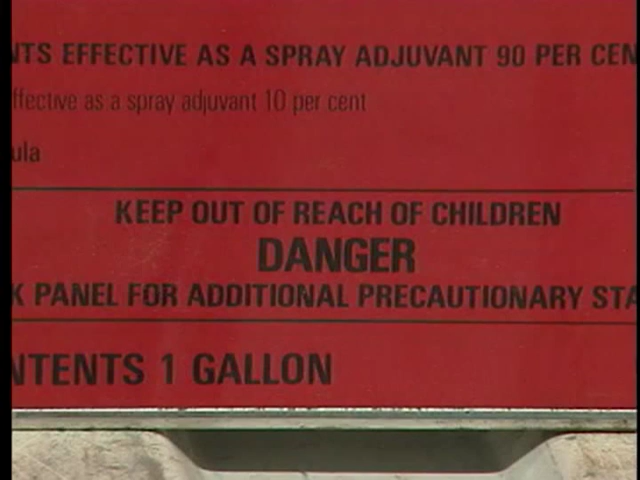 NTS EFFECTIVE AS A SPRAY ADJUVANT 90 PER CEN
ffective as a spray adjuvant 10 per cent
ula
KEEP OUT OF REACH OF CHILDREN
DANGER
K PANEL FOR ADDITIONAL PRECAUTIONARY STA
NTENTS 1 GALLON